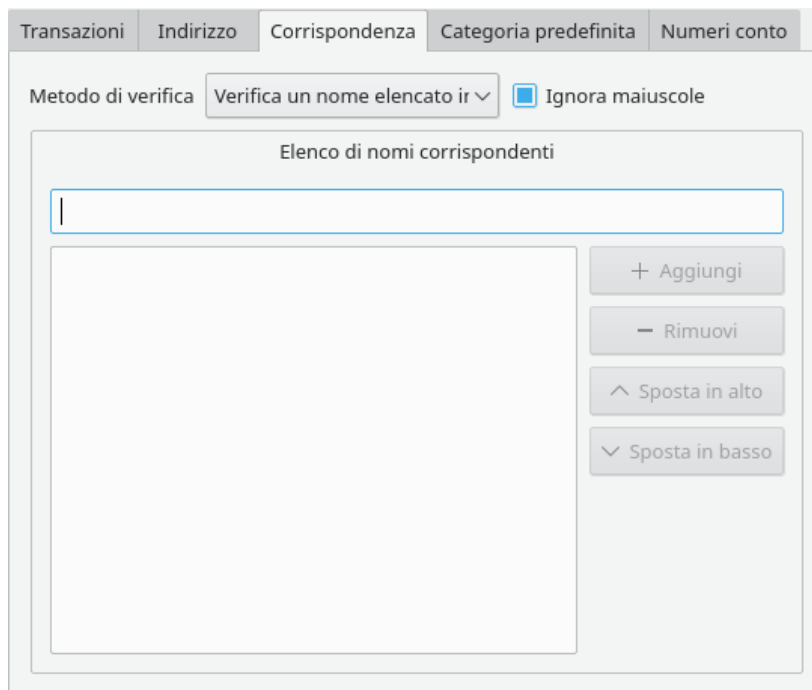 Transazioni Indirizzo Corrispondenza Categoria predefinita Numeri conto
Metodo di verifica Verifica un nome elencato in Ignora maiuscole
Elenco di nomi corrispondenti
Aggiungi
Rimuovi
Sposta in alto
Sposta in basso